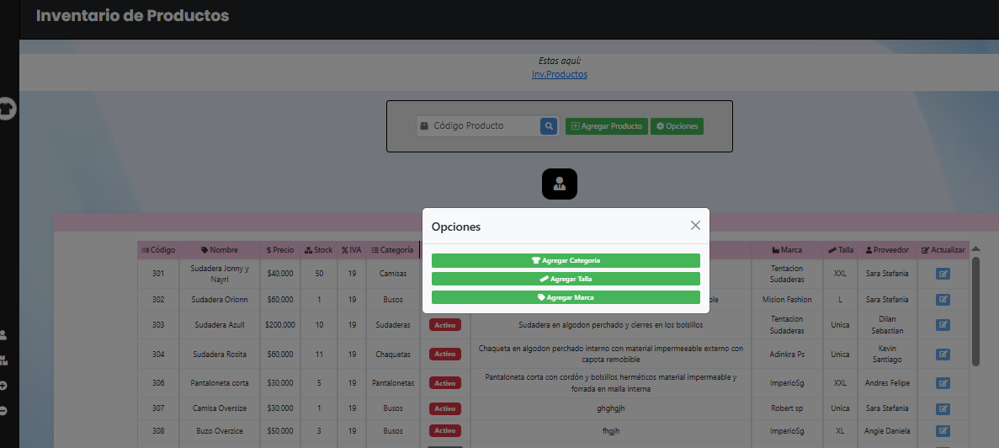 Inventario de Productos
Estas aquí:
Inv.Productos
Código Producto Agregar Producto Opciones
Opciones
Agregar Categoria
Agregar Talla
Agregar Marca
Código Nombre $ Precio Stock % IVA Categoría Marca Talla Proveedor Actualizar
301 Sudadera Jonny y Nayri $40,000 50 19 Camisas Tentacion Sudaderas XXL Sara Stefania
302 Sudadera Orionn $60,000 1 19 Busos Mision Fashion L Sara Stefania
303 Sudadera Azull $200,000 10 19 Sudaderas Activo Sudadera en algodon perchado y cierres en los bolsillos Tentacion Sudaderas Unica Dilan Sebastian
304 Sudadera Rosita $60,000 11 19 Chaquetas Activo Chaqueta en algodon perchado interno con material impermeeable externo con capota remobible Adinkra Ps Unica Kevin Santiago
306 Pantaloneta corta $30,000 5 19 Pantalonetas Activo Pantaloneta corta con cordón y bolsillos herméticos material impermeable y forrada en malla interna ImperioSg XXL Andres Felipe
307 Camisa Oversize $30,000 1 19 Busos Activo ghghgjh Robert sp Unica Sara Stefania
308 Buzo Overzice $50,000 3 19 Busos Activo fhgjh ImperioSg XL Angie Daniela